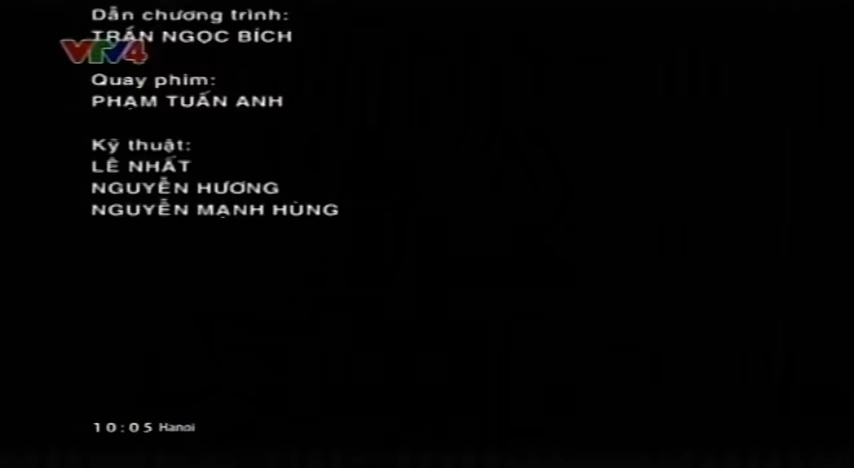 Dẫn chương trình:
TRẦN NGỌC BÍCH
VTV4
Quay phim:
PHẠM TUẤN ANH
Kỹ thuật:
LÊ NHẤT
NGUYỄN HƯƠNG
NGUYỄN MẠNH HÙNG
10:05 Hanoi